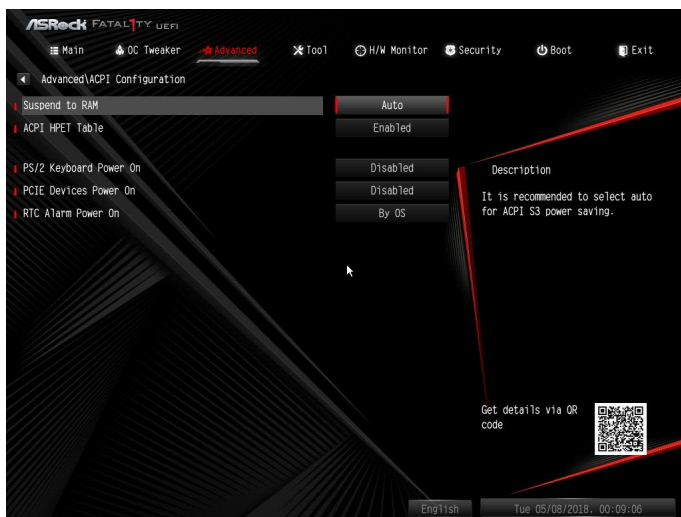 ASRock FATAL1TY UEFI
Main OC Tweaker Advanced Tool H/W Monitor Security Boot Exit
Advanced\ACPI Configuration
Suspend to RAM Auto
ACPI HPET Table Enabled
PS/2 Keyboard Power On Disabled
PCIE Devices Power On Disabled
RTC Alarm Power On By OS
Description
It is recommended to select auto
for ACPI S3 power saving.
Get details via QR
code
English Tue 05/08/2018. 00:09:06